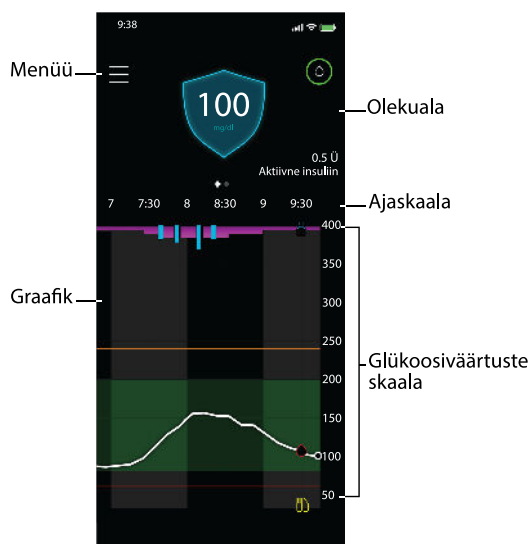 9:38
Menüü
100
mg/dl
Olekuala
0.5 Ü
Aktiivne insuliin
7 7:30 8 8:30 9 9:30
Ajaskaala
400
350
300
Graafik
250
Glükoosiväärtuste
skaala
200
150
100
50